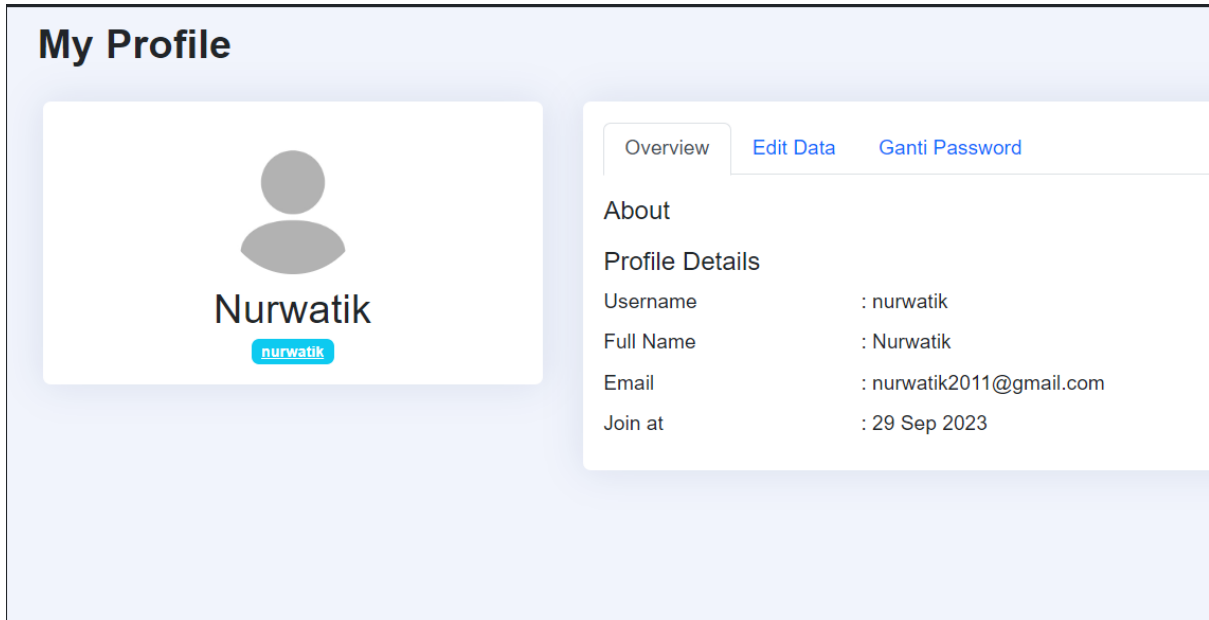 My Profile
Nurwatik
nurwatik
Overview Edit Data Ganti Password
About
Profile Details
Username : nurwatik
Full Name : Nurwatik
Email : nurwatik2011@gmail.com
Join at : 29 Sep 2023